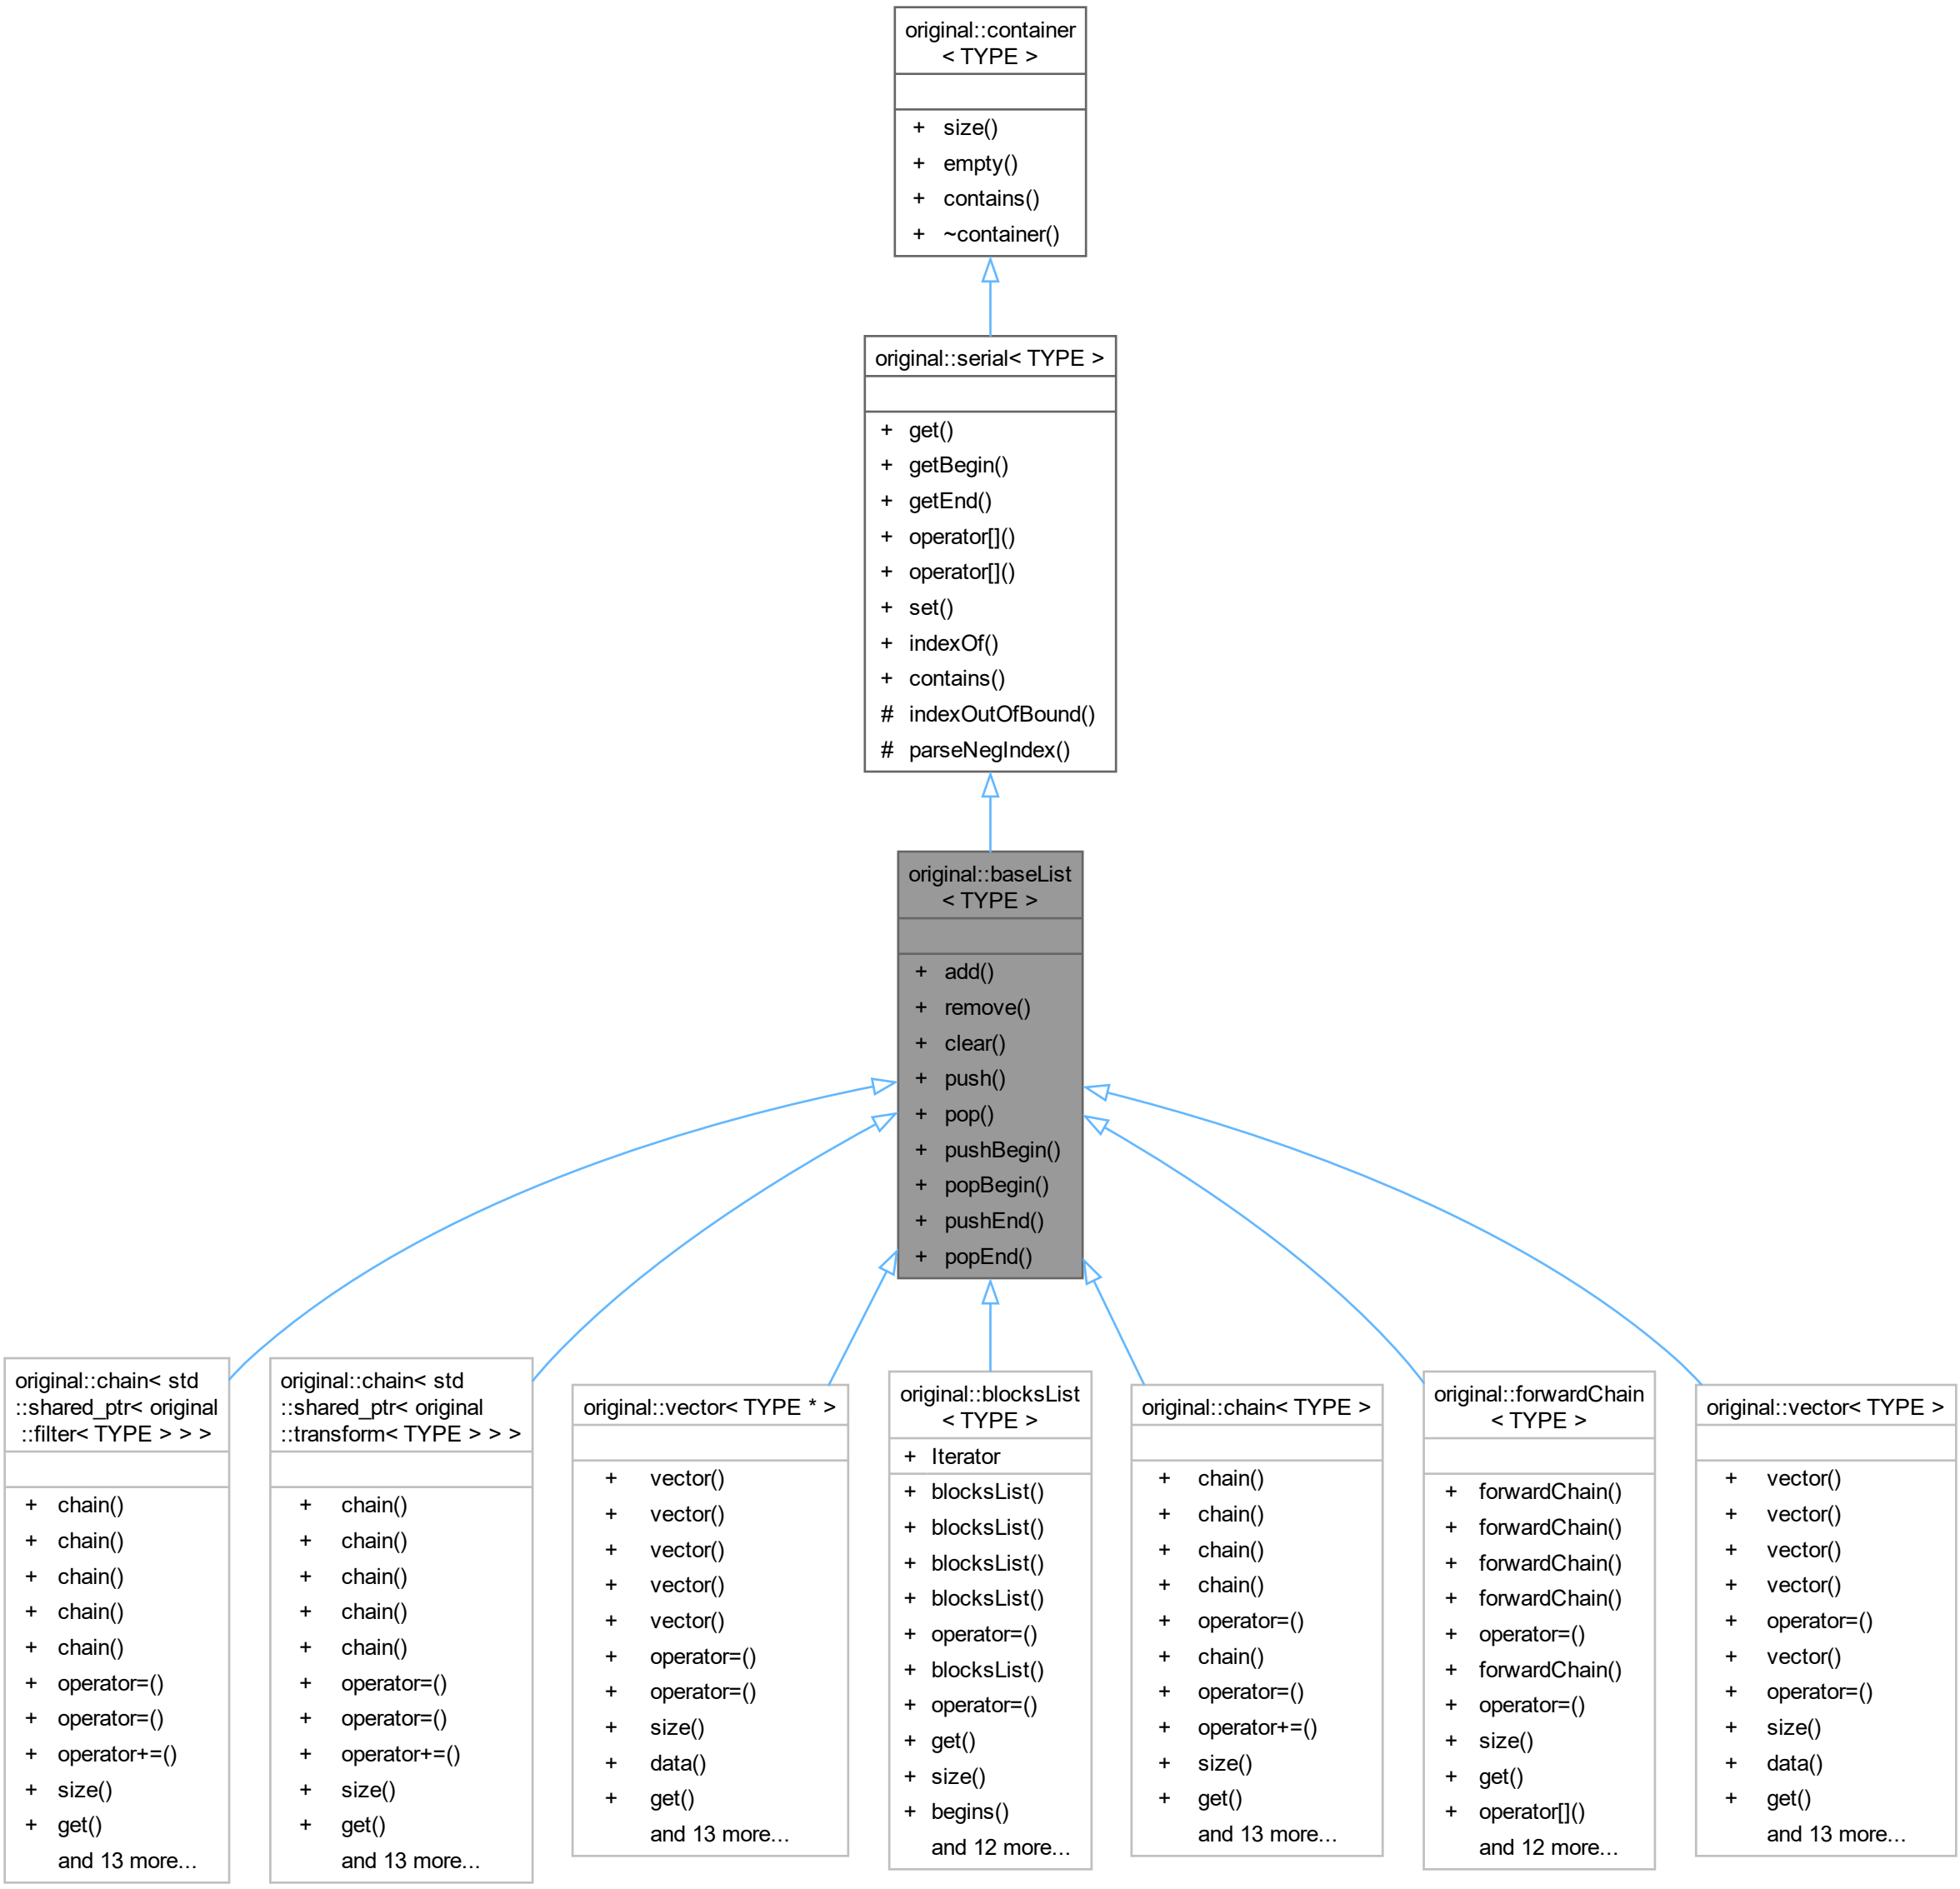 original::container
< TYPE >
+ size()
+ empty()
+ contains()
+ ~container()
original::serial< TYPE >
+ get()
+ getBegin()
+ getEnd()
+ operator[]()
+ operator[]()
+ set()
+ indexOf()
+ contains()
# indexOutOfBound()
# parseNegIndex()
original::baseList
< TYPE >
+ add()
+ remove()
+ clear()
+ push()
+ pop()
+ pushBegin()
+ popBegin()
+ pushEnd()
+ popEnd()
original::chain< std
::shared_ptr< original
::filter< TYPE > > >
+ chain()
+ chain()
+ chain()
+ chain()
+ chain()
+ operator=()
+ operator=()
+ operator+=()
+ size()
+ get()
and 13 more...
original::chain< std
::shared_ptr< original
::transform< TYPE > > >
+ chain()
+ chain()
+ chain()
+ chain()
+ chain()
+ operator=()
+ operator=()
+ operator+=()
+ size()
+ get()
and 13 more...
original::vector< TYPE * >
+ vector()
+ vector()
+ vector()
+ vector()
+ vector()
+ operator=()
+ operator=()
+ size()
+ data()
+ get()
and 13 more...
original::blocksList
< TYPE >
+ Iterator
+ blocksList()
+ blocksList()
+ blocksList()
+ blocksList()
+ operator=()
+ blocksList()
+ operator=()
+ get()
+ size()
+ begins()
and 12 more...
original::chain< TYPE >
+ chain()
+ chain()
+ chain()
+ chain()
+ operator=()
+ chain()
+ operator=()
+ operator+=()
+ size()
+ get()
and 13 more...
original::forwardChain
< TYPE >
+ forwardChain()
+ forwardChain()
+ forwardChain()
+ forwardChain()
+ operator=()
+ forwardChain()
+ operator=()
+ size()
+ get()
+ operator[]()
and 12 more...
original::vector< TYPE >
+ vector()
+ vector()
+ vector()
+ vector()
+ operator=()
+ vector()
+ operator=()
+ size()
+ data()
+ get()
and 13 more...